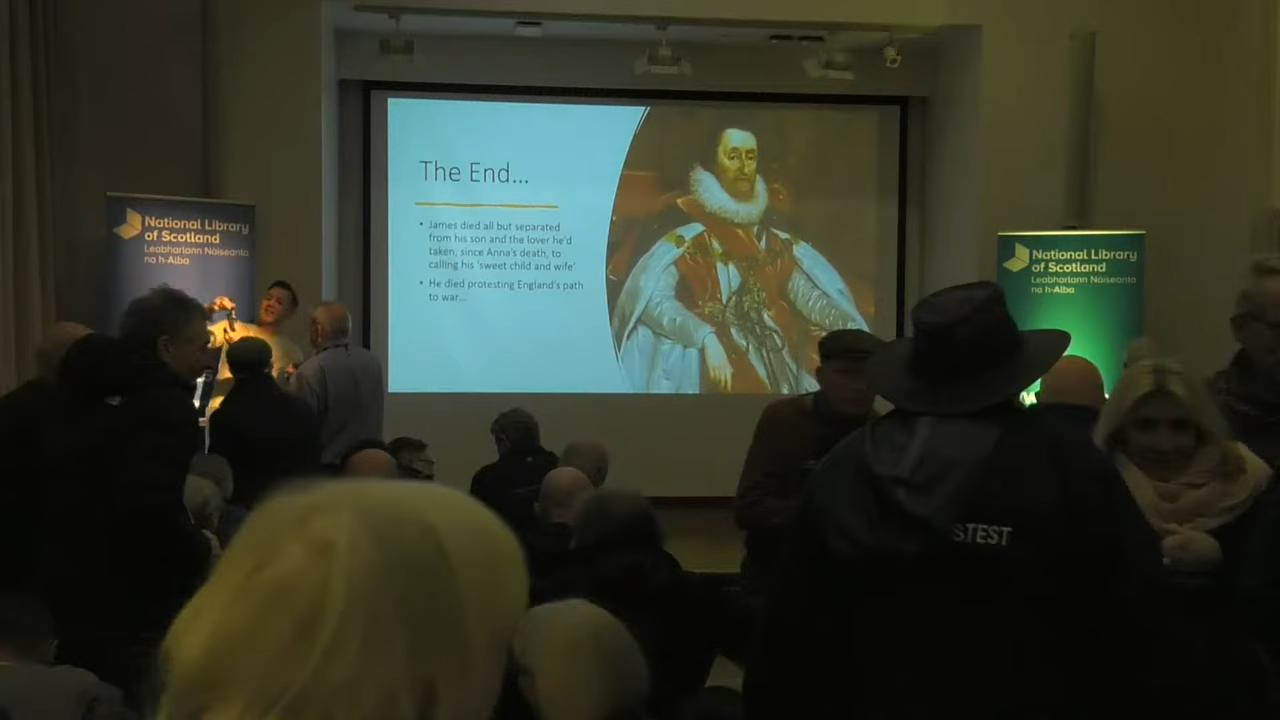 The End...
• James died all but separated
from his son and the lover he'd
taken, since Anna's death, to
calling his 'sweet child and wife'
• He died protesting England's path
to war...
National Library
of Scotland
Leabharlann Nàiseanta
na h-Alba
National Library
of Scotland
Leabharlann Nàiseanta
na h-Alba
STEST